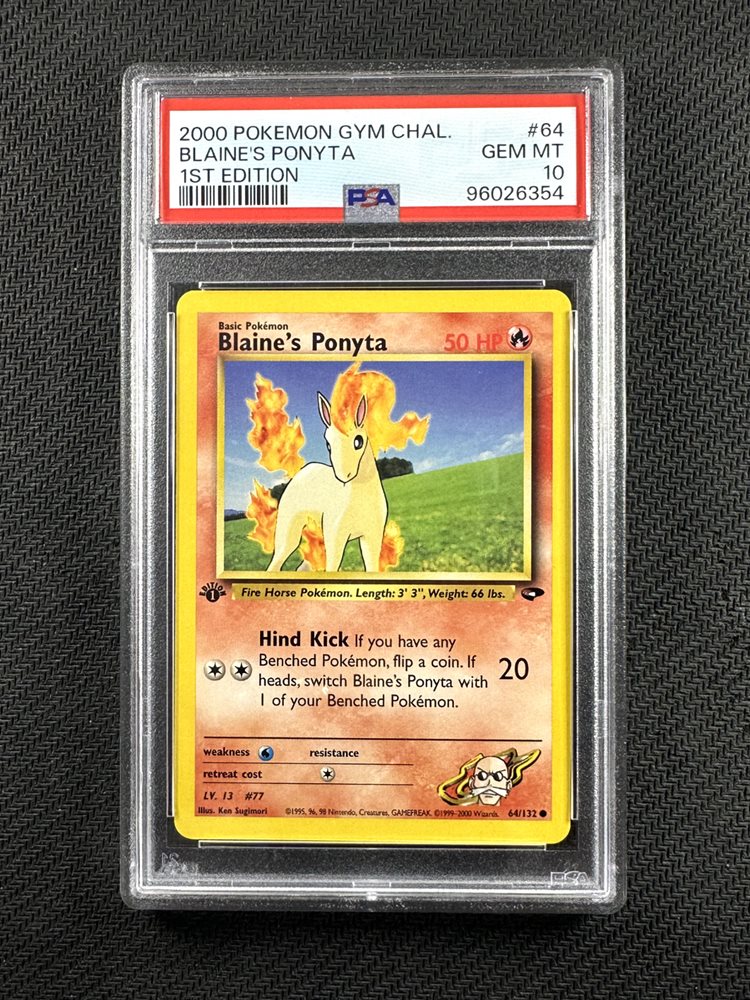 2000 POKEMON GYM CHAL. #64
BLAINE'S PONYTA GEM MT
1ST EDITION 10
PSA 96026354
Basic Pokémon
Blaine's Ponyta 50 HP
EDITION 1
Fire Horse Pokémon. Length: 3' 3", Weight: 66 lbs.
Hind Kick If you have any
Benched Pokémon, flip a coin. If
heads, switch Blaine's Ponyta with
1 of your Benched Pokémon.
20
weakness resistance
retreat cost
LV. 13 #77
Illus. Ken Sugimori ©1995, 96, 98 Nintendo, Creatures, GAMEFREAK. ©1999-2000 Wizards. 64/132
PSA